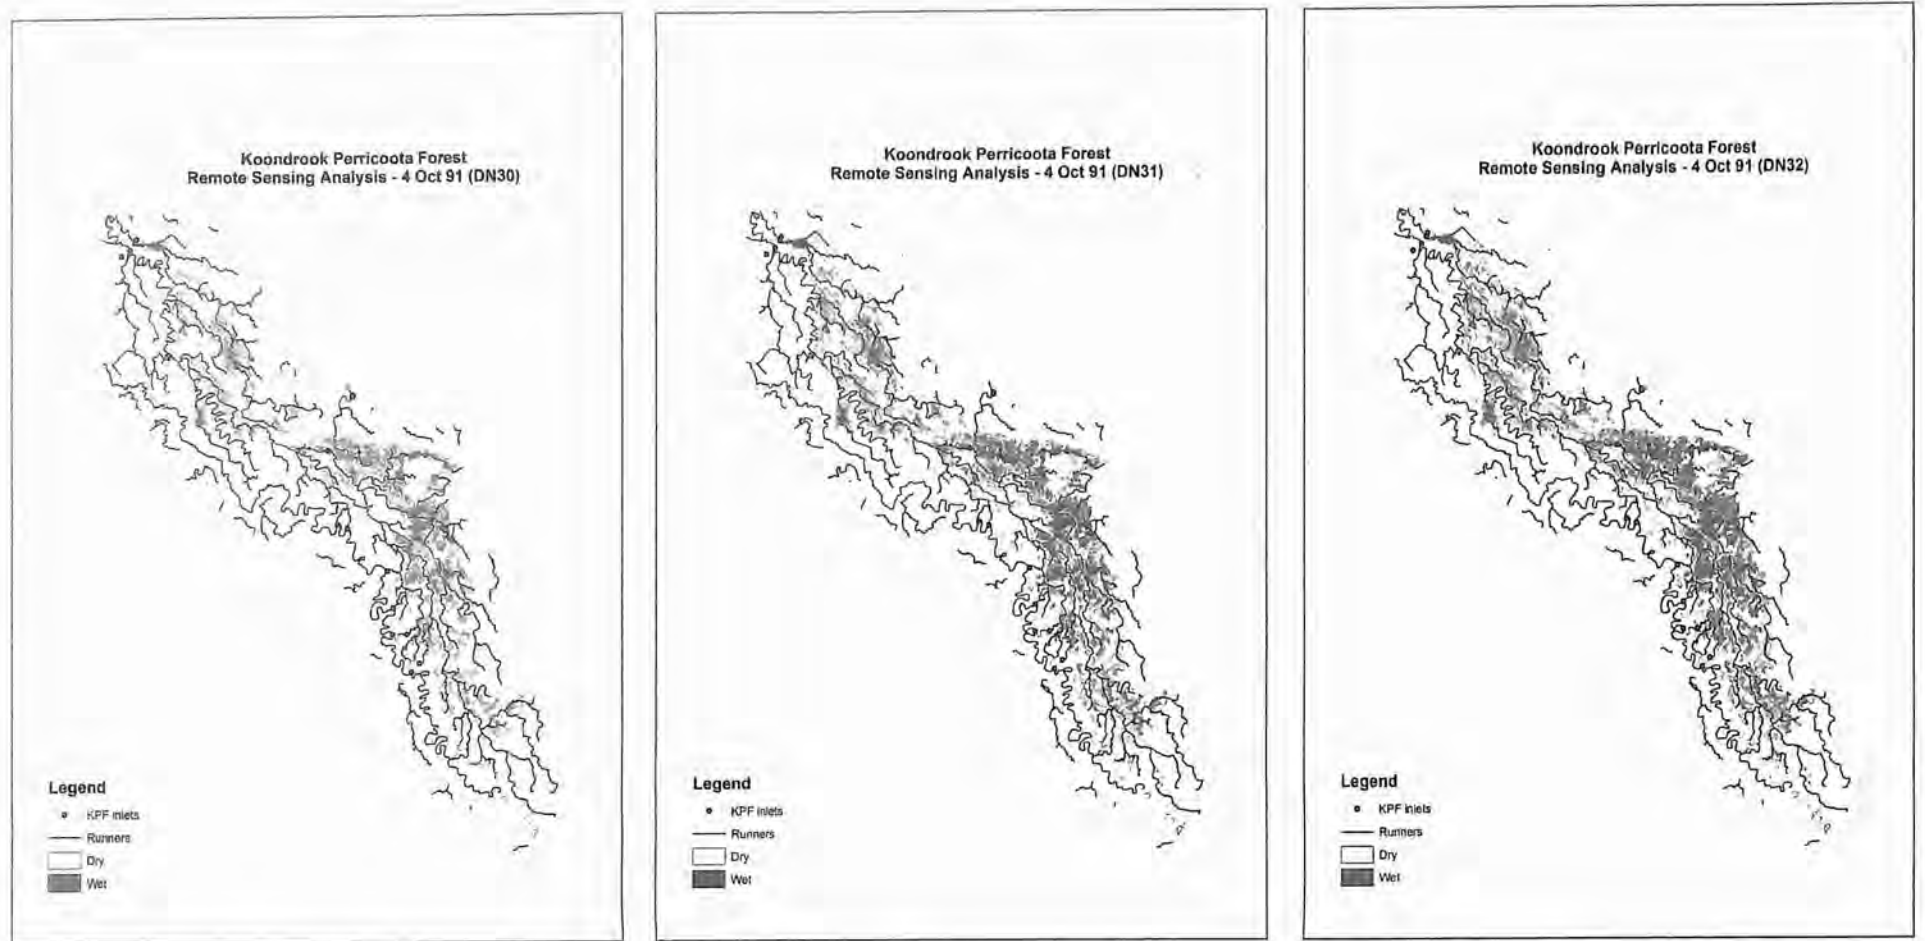 Koondrook Perricoota Forest
Remote Sensing Analysis - 4 Oct 91 (DN30)
Legend
KPF inlets
Runners
Dry
Wet
Koondrook Perricoota Forest
Remote Sensing Analysis - 4 Oct 91 (DN31)
Legend
KPF inlets
Runners
Dry
Wet
Koondrook Perricoota Forest
Remote Sensing Analysis - 4 Oct 91 (DN32)
Legend
KPF inlets
Runners
Dry
Wet